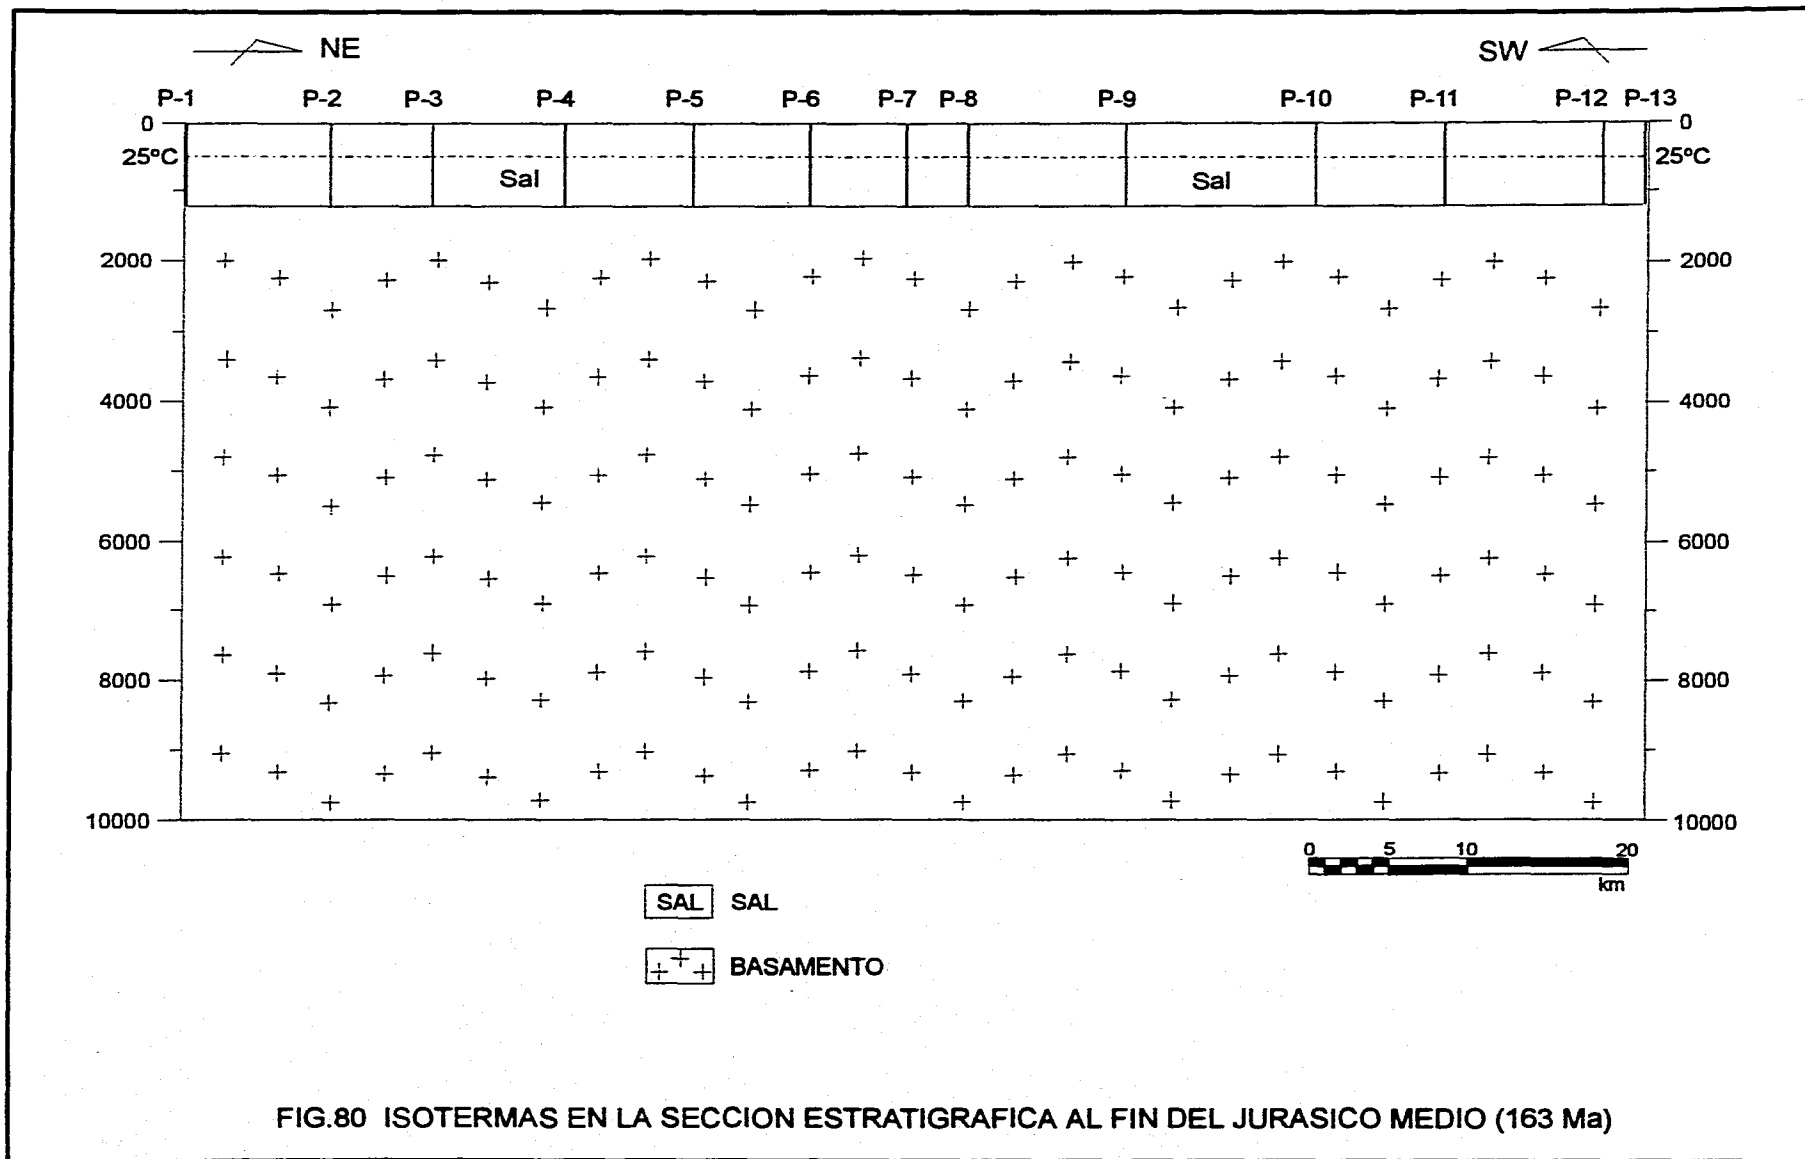 NE SW
P-1 P-2 P-3 P-4 P-5 P-6 P-7 P-8 P-9 P-10 P-11 P-12 P-13
0 0
25ºC 25ºC
Sal Sal
2000 2000
4000 4000
6000 6000
8000 8000
10000 10000
0 5 10 20
km
SAL SAL
BASAMENTO
FIG.80 ISOTERMAS EN LA SECCION ESTRATIGRAFICA AL FIN DEL JURASICO MEDIO (163 Ma)